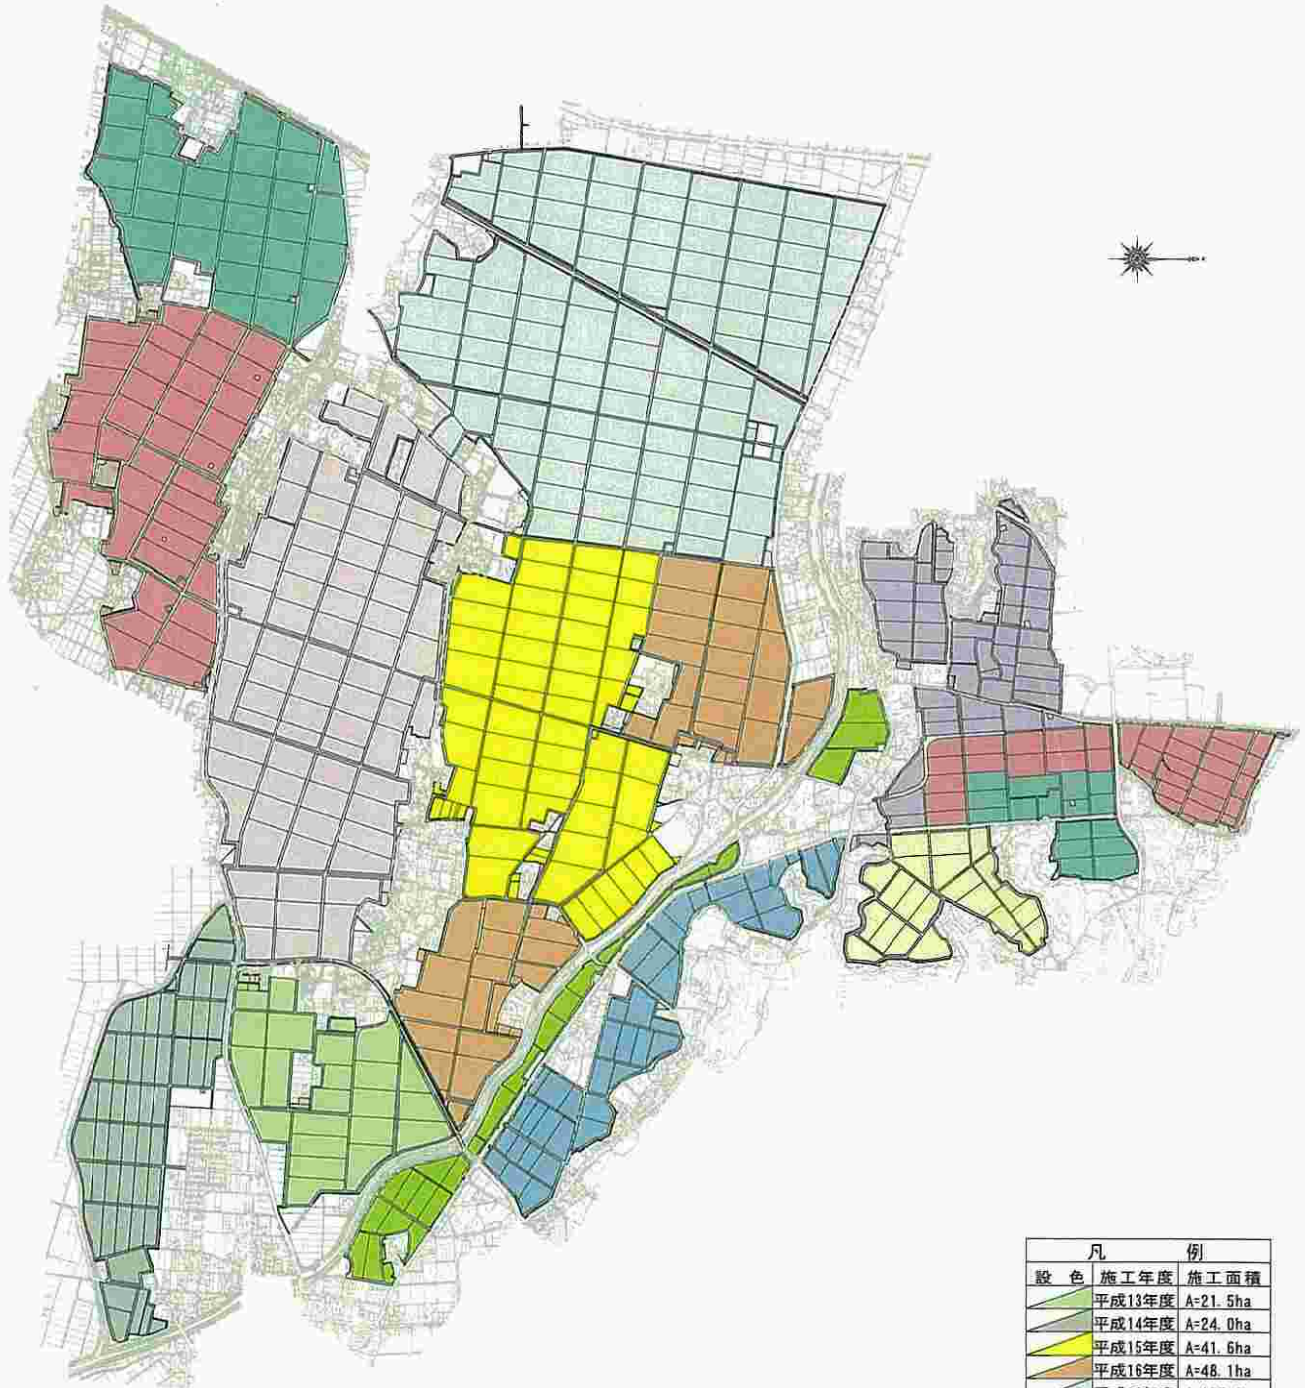 凡 例
設 色 施工年度 施工面積
平成13年度 A=21.5ha
平成14年度 A=24.0ha
平成15年度 A=41.6ha
平成16年度 A=48.1ha